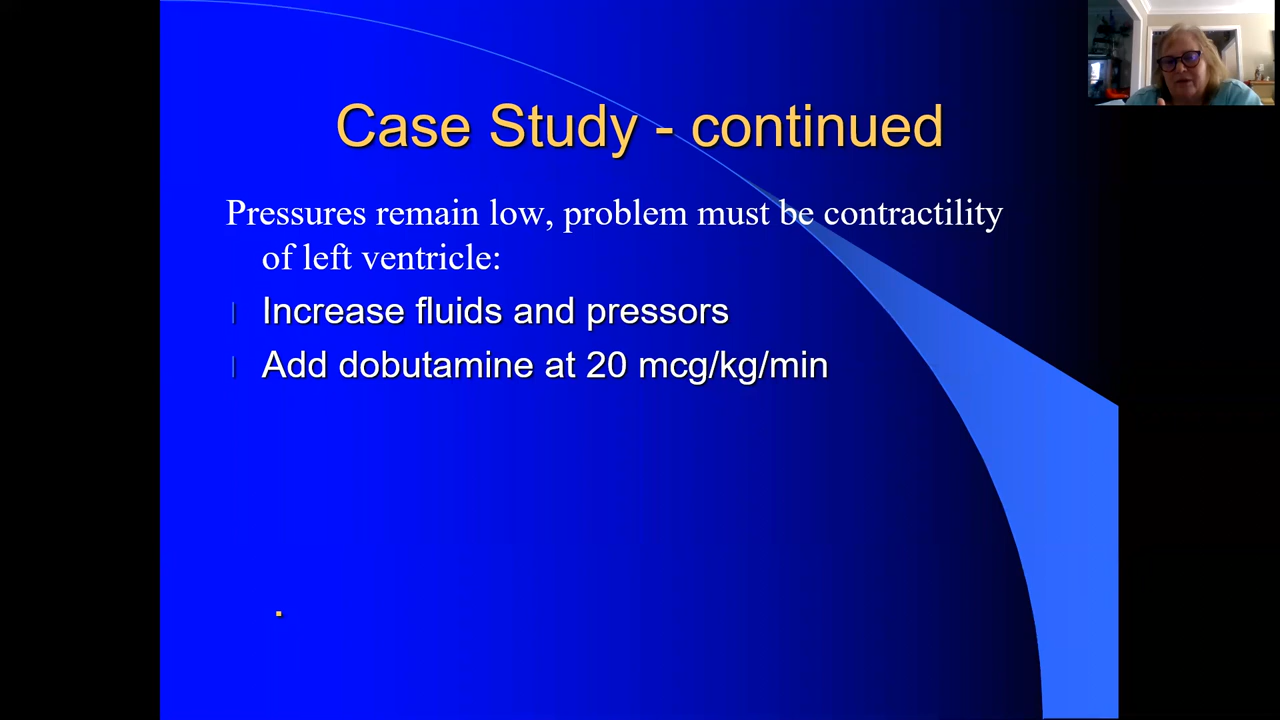 Case Study - continued
Pressures remain low, problem must be contractility
of left ventricle:
Increase fluids and pressors
Add dobutamine at 20 mcg/kg/min
.